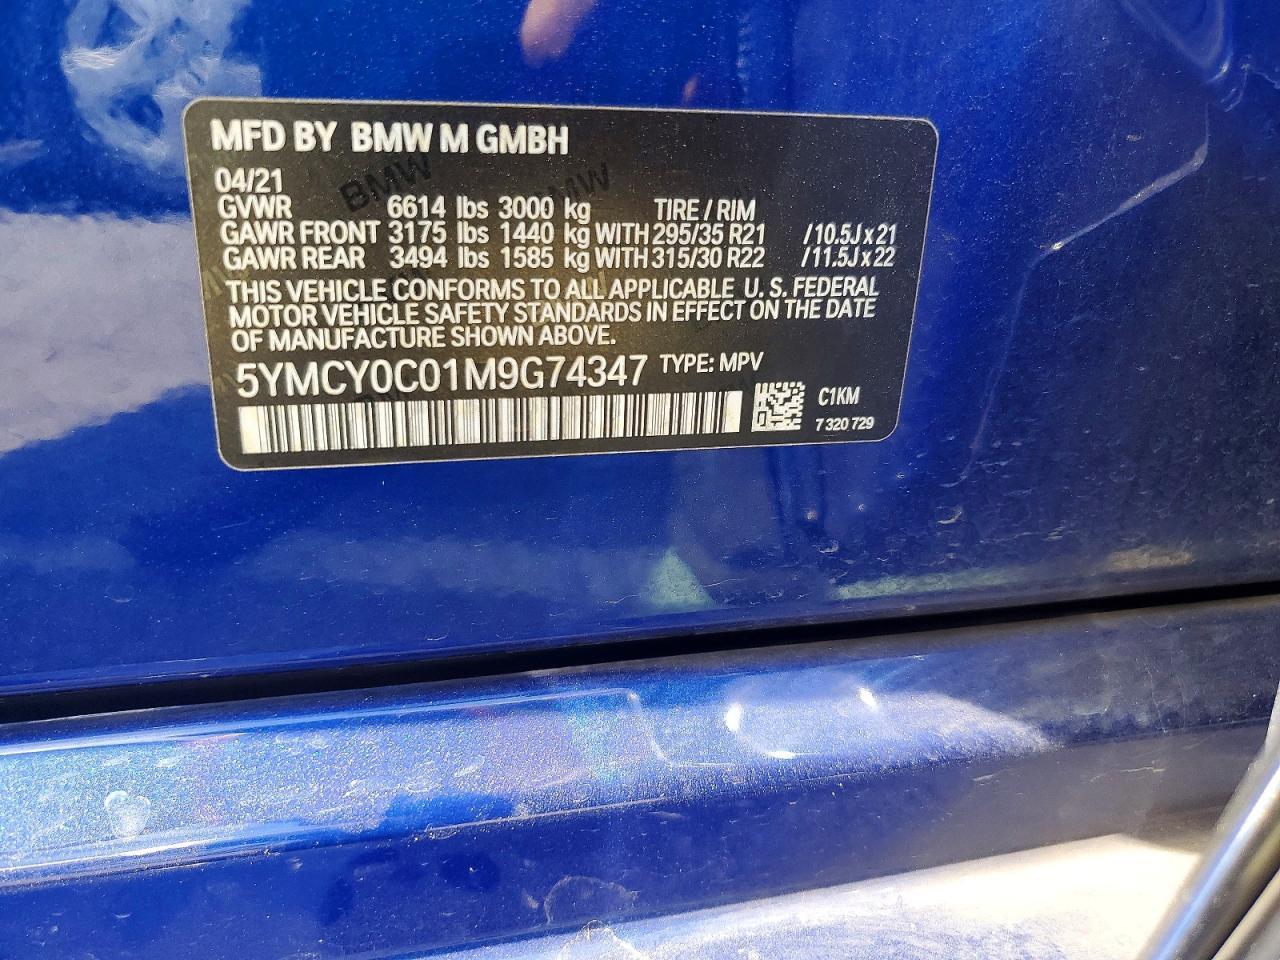 MFD BY BMW M GMBH
04/21
GVWR 6614 lbs 3000 kg TIRE / RIM
GAWR FRONT 3175 lbs 1440 kg WITH 295/35 R21 /10.5J x 21
GAWR REAR 3494 lbs 1585 kg WITH 315/30 R22 /11.5J x 22
THIS VEHICLE CONFORMS TO ALL APPLICABLE U. S. FEDERAL
MOTOR VEHICLE SAFETY STANDARDS IN EFFECT ON THE DATE
OF MANUFACTURE SHOWN ABOVE.
5YMCY0C01M9G74347 TYPE: MPV
C1KM
7 320 729